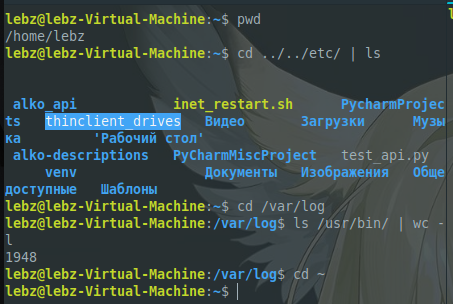 lebz@lebz-Virtual-Machine:~$ pwd
/home/lebz
lebz@lebz-Virtual-Machine:~$ cd ../../etc/ | ls
alko_api inet_restart.sh PycharmProjec
ts thinclient_drives Видео Загрузки Музы
ка 'Рабочий стол'
alko-descriptions PyCharmMiscProject test_api.py
venv Документы Изображения Обще
доступные Шаблоны
lebz@lebz-Virtual-Machine:~$ cd /var/log
lebz@lebz-Virtual-Machine:/var/log$ ls /usr/bin/ | wc -
l
1948
lebz@lebz-Virtual-Machine:/var/log$ cd ~
lebz@lebz-Virtual-Machine:~$